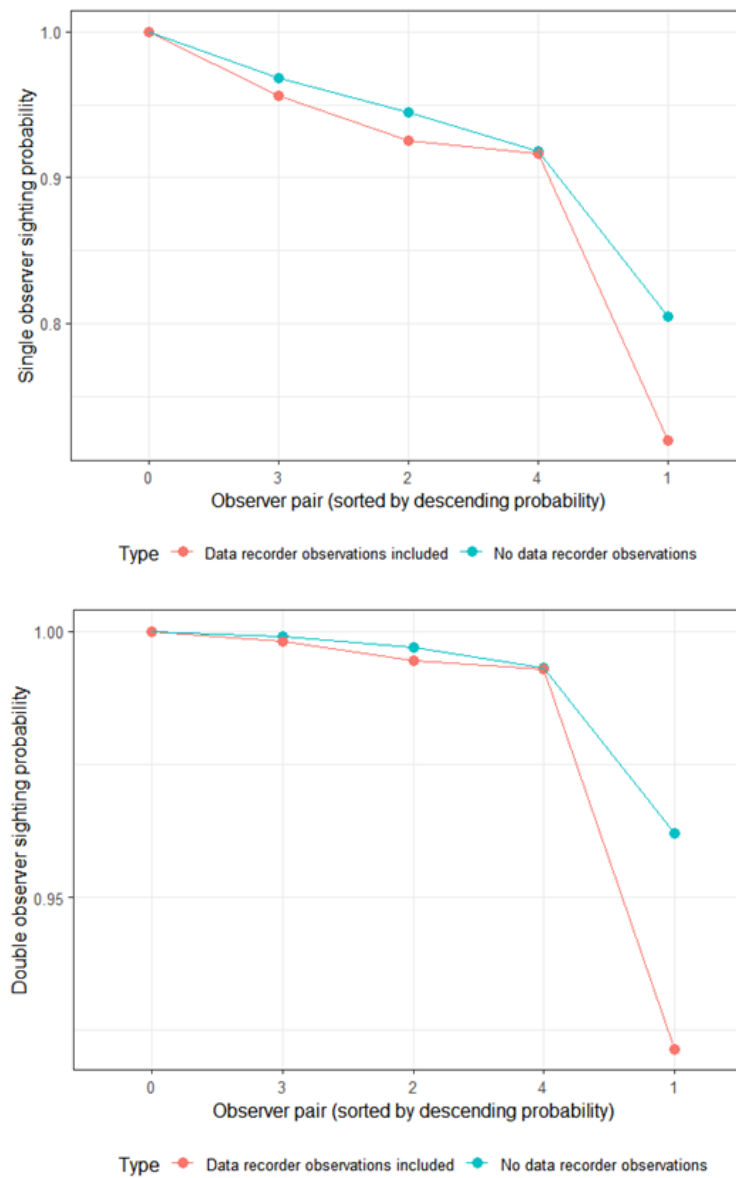 Single observer sighting probability
1.0
0.9
0.8
0 3 2 4 1
Observer pair (sorted by descending probability)
Type Data recorder observations included No data recorder observations
Double observer sighting probability
1.00
0.95
0 3 2 4 1
Observer pair (sorted by descending probability)
Type Data recorder observations included No data recorder observations